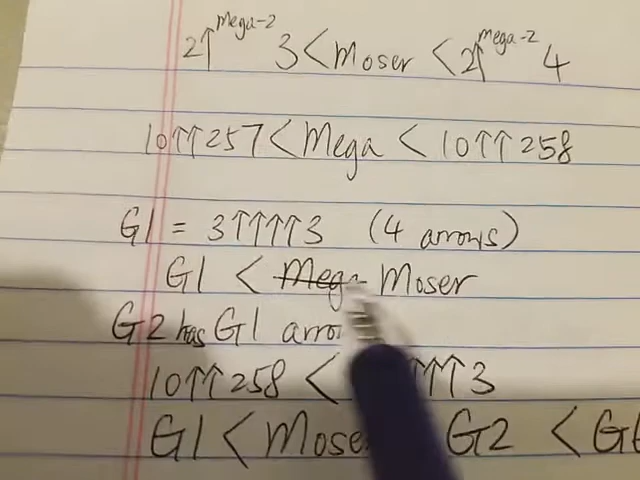 2↑^mega-2 3 < Moser < 2↑^mega-2 4
10↑↑257 < Mega < 10↑↑258
G1 = 3↑↑↑↑3 (4 arrows)
G1 < ~~Mega~~ Moser
G2 has G1 arro
10↑↑258 < ↑↑↑3
G1 < Mose G2 < G6